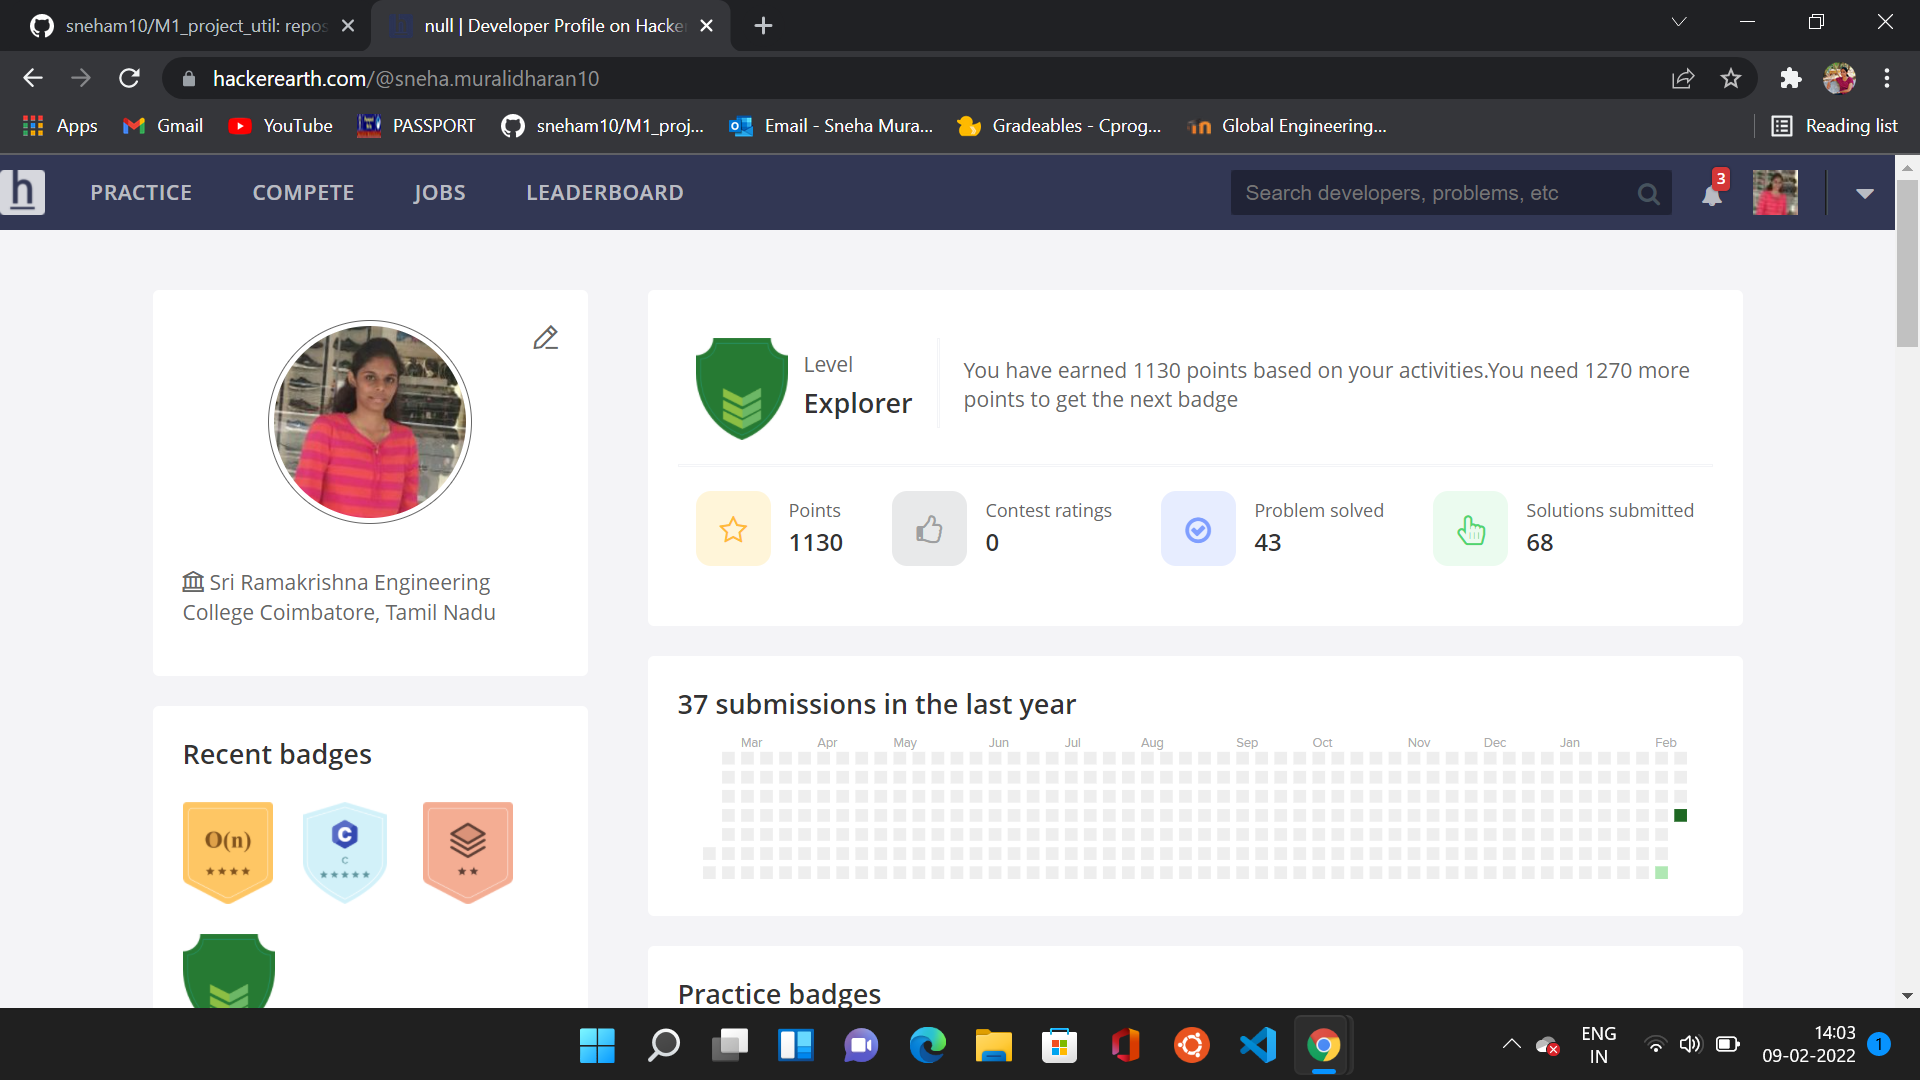 sneham10/M1_project_util: repos
null | Developer Profile on Hacke
hackerearth.com/@sneha.muralidharan10
Apps
Gmail
YouTube
PASSPORT
sneham10/M1_proj...
Email - Sneha Mura...
Gradeables - Cprog...
Global Engineering...
Reading list
h
PRACTICE
COMPETE
JOBS
LEADERBOARD
Search developers, problems, etc
3
Sri Ramakrishna Engineering
College Coimbatore, Tamil Nadu
Level
Explorer
You have earned 1130 points based on your activities.You need 1270 more
points to get the next badge
Points
1130
Contest ratings
0
Problem solved
43
Solutions submitted
68
37 submissions in the last year
Mar Apr May Jun Jul Aug Sep Oct Nov Dec Jan Feb
Recent badges
O(n)
C
C
Practice badges
ENG
IN
14:03
09-02-2022
1